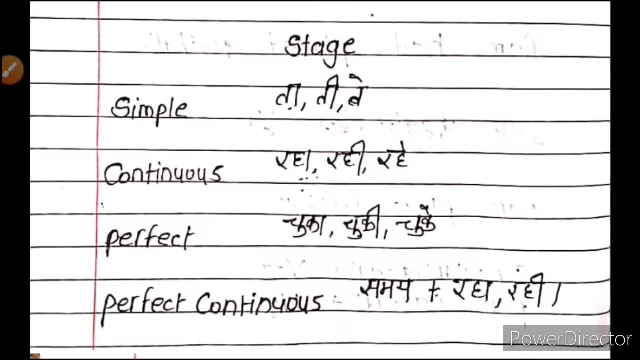 Stage
Simple ता, ती, ते
Continuous रहा, रही, रहे
perfect चुका, चुकी, चुके
perfect Continuous समय + रहा, रही।
PowerDirector